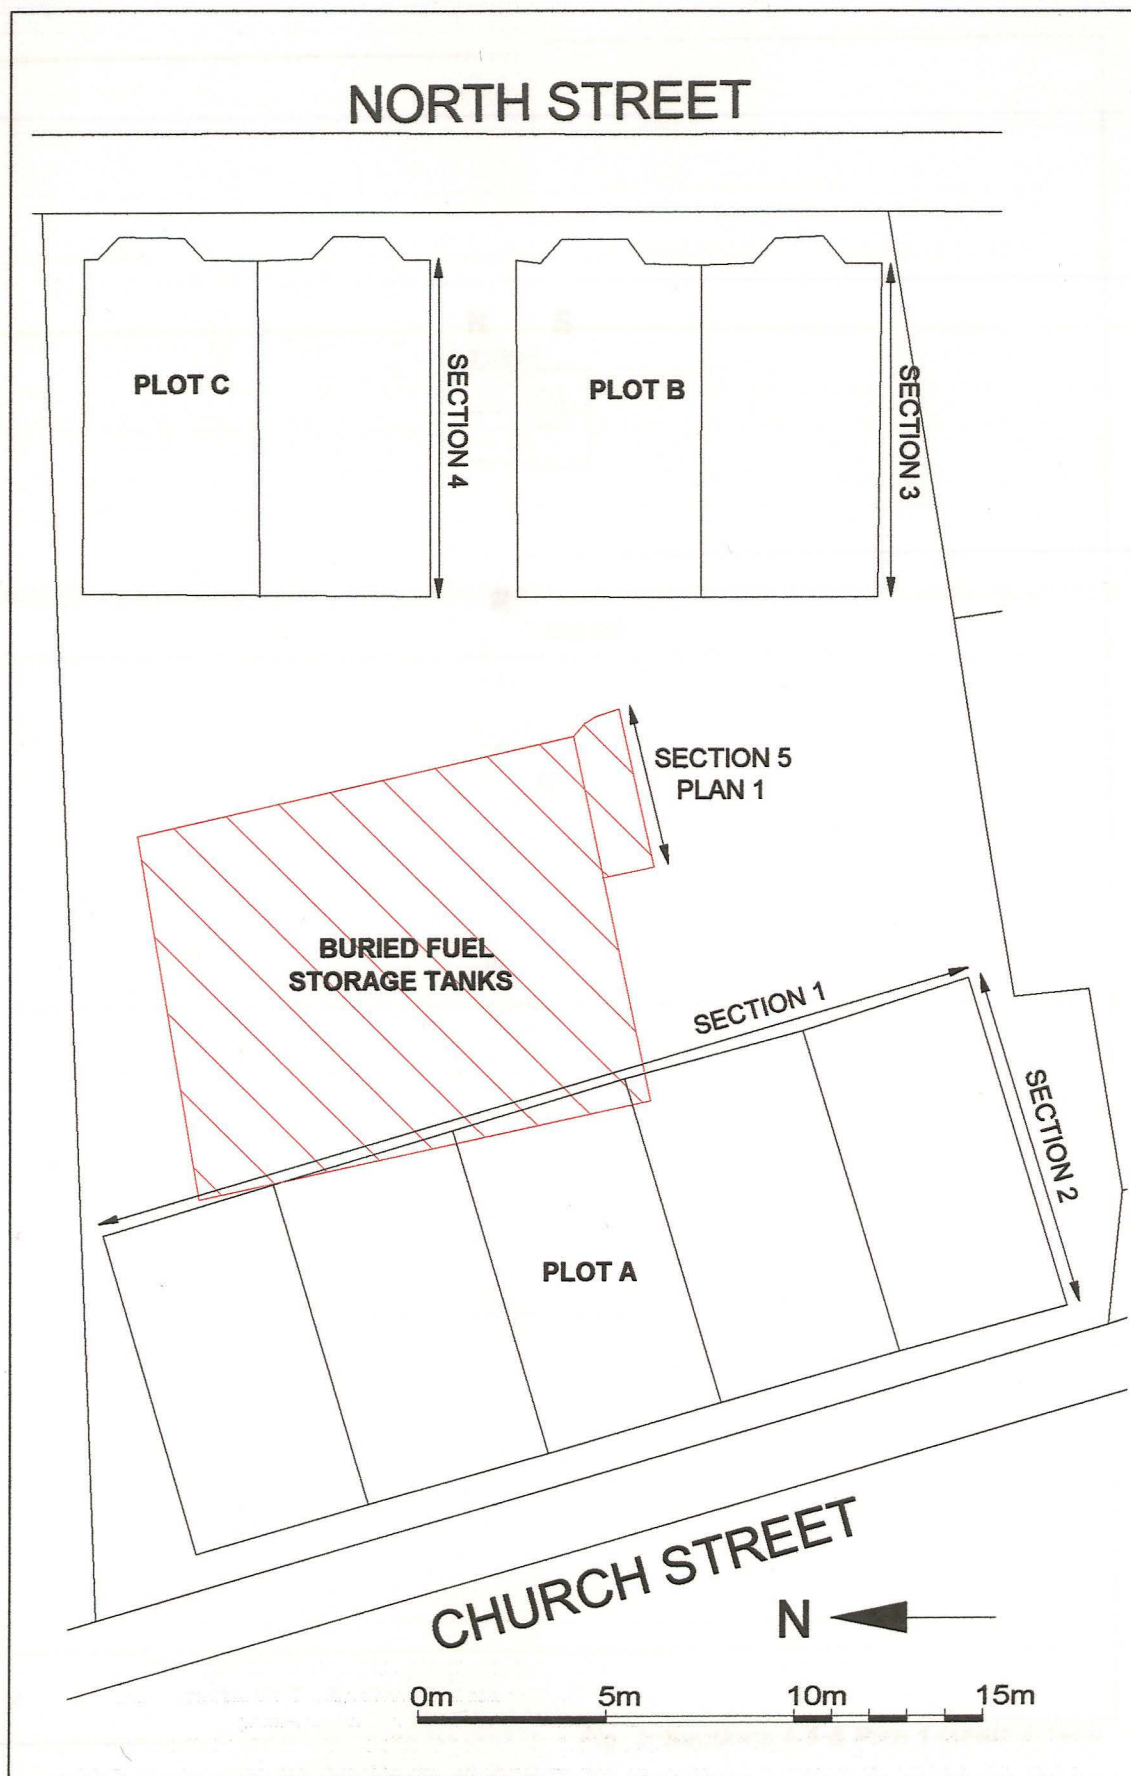 NORTH STREET
PLOT C
SECTION 4
PLOT B
SECTION 3
SECTION 5
PLAN 1
BURIED FUEL
STORAGE TANKS
SECTION 1
SECTION 2
PLOT A
CHURCH STREET
N
0m 5m 10m 15m